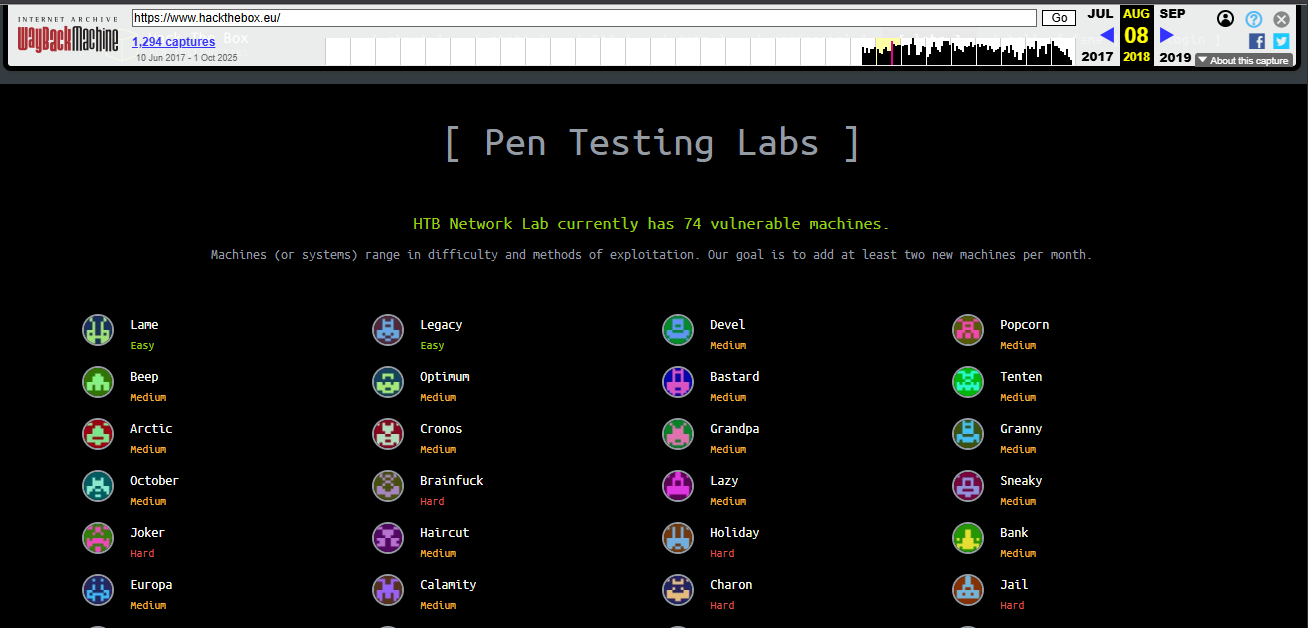 INTERNET ARCHIVE
WayBackMachine
https://www.hackthebox.eu/
Go
1,294 captures
10 Jun 2017 - 1 Oct 2025
JUL AUG SEP
08
2017 2018 2019
About this capture
[ Pen Testing Labs ]
HTB Network Lab currently has 74 vulnerable machines.
Machines (or systems) range in difficulty and methods of exploitation. Our goal is to add at least two new machines per month.
Lame Legacy Devel Popcorn
Easy Easy Medium Medium
Beep Optimum Bastard Tenten
Medium Medium Medium Medium
Arctic Cronos Grandpa Granny
Medium Medium Medium Medium
October Brainfuck Lazy Sneaky
Medium Hard Medium Medium
Joker Haircut Holiday Bank
Hard Medium Hard Medium
Europa Calamity Charon Jail
Medium Medium Hard Hard